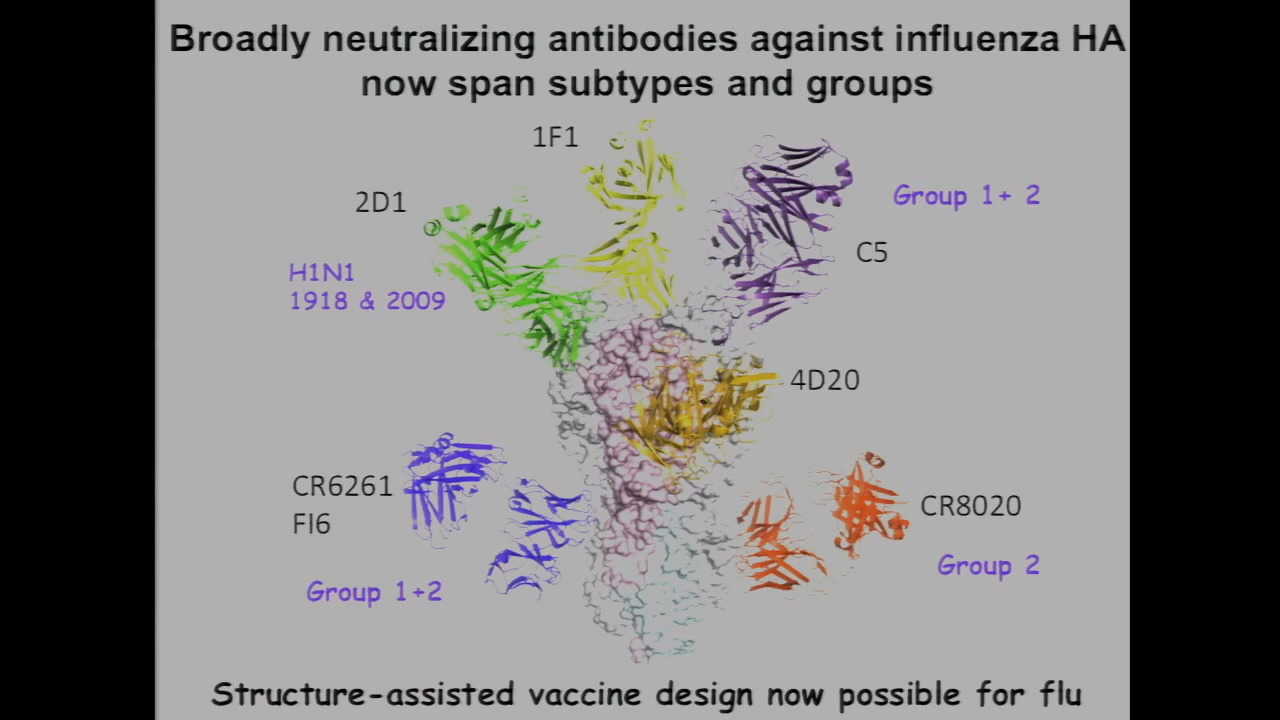 Broadly neutralizing antibodies against influenza HA
now span subtypes and groups
1F1
2D1
Group 1+ 2
C5
H1N1
1918 & 2009
4D20
CR6261
FI6
CR8020
Group 2
Group 1+2
Structure-assisted vaccine design now possible for flu